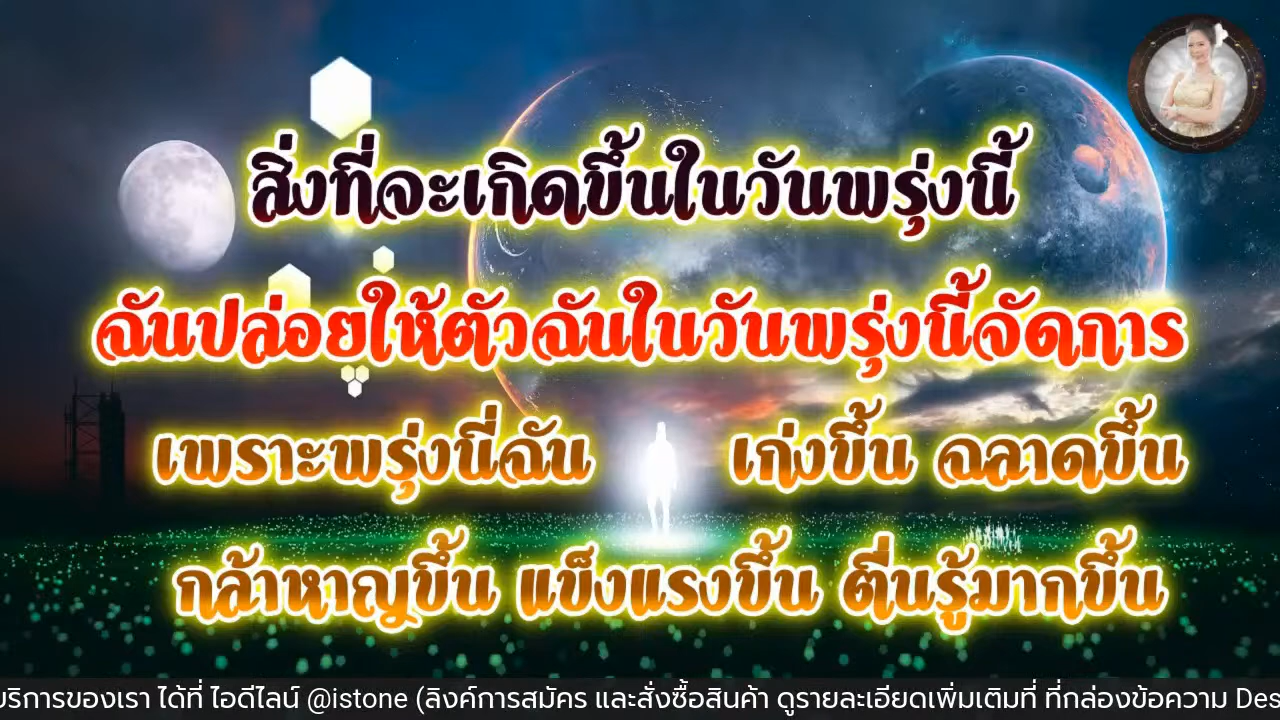 สิ่งที่จะเกิดขึ้นในวันพรุ่งนี้
ฉันปล่อยให้ตัวฉันในวันพรุ่งนี้จัดการ
เพราะพรุ่งนี่ฉัน เก่งขึ้น ฉลาดขึ้น
กล้าหาญขึ้น แข็งแรงขึ้น ตื่นรู้มากขึ้น
บริการของเรา ได้ที่ ไอดีไลน์ @istone (ลิงค์การสมัคร และสั่งซื้อสินค้า ดูรายละเอียดเพิ่มเติมที่ ที่กล่องข้อความ Des